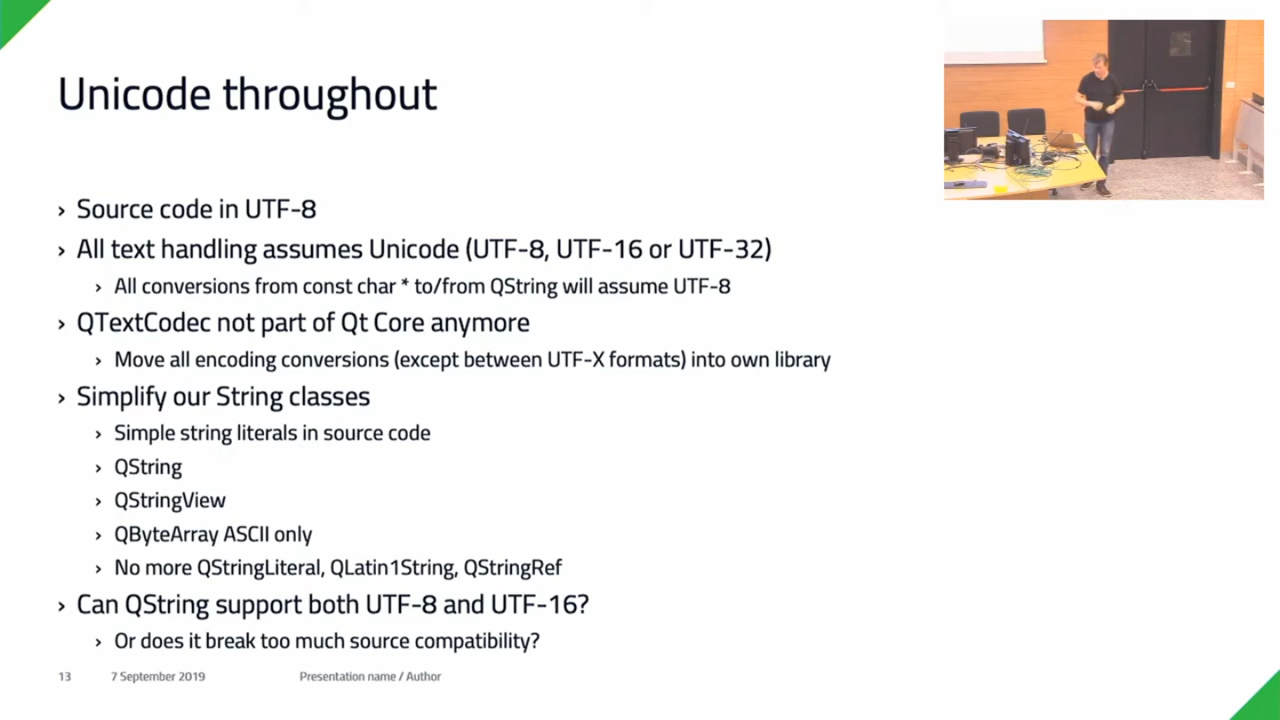 Unicode throughout
› Source code in UTF-8
› All text handling assumes Unicode (UTF-8, UTF-16 or UTF-32)
› All conversions from const char * to/from QString will assume UTF-8
› QTextCodec not part of Qt Core anymore
› Move all encoding conversions (except between UTF-X formats) into own library
› Simplify our String classes
› Simple string literals in source code
› QString
› QStringView
› QByteArray ASCII only
› No more QStringLiteral, QLatin1String, QStringRef
› Can QString support both UTF-8 and UTF-16?
› Or does it break too much source compatibility?
13 7 September 2019 Presentation name / Author